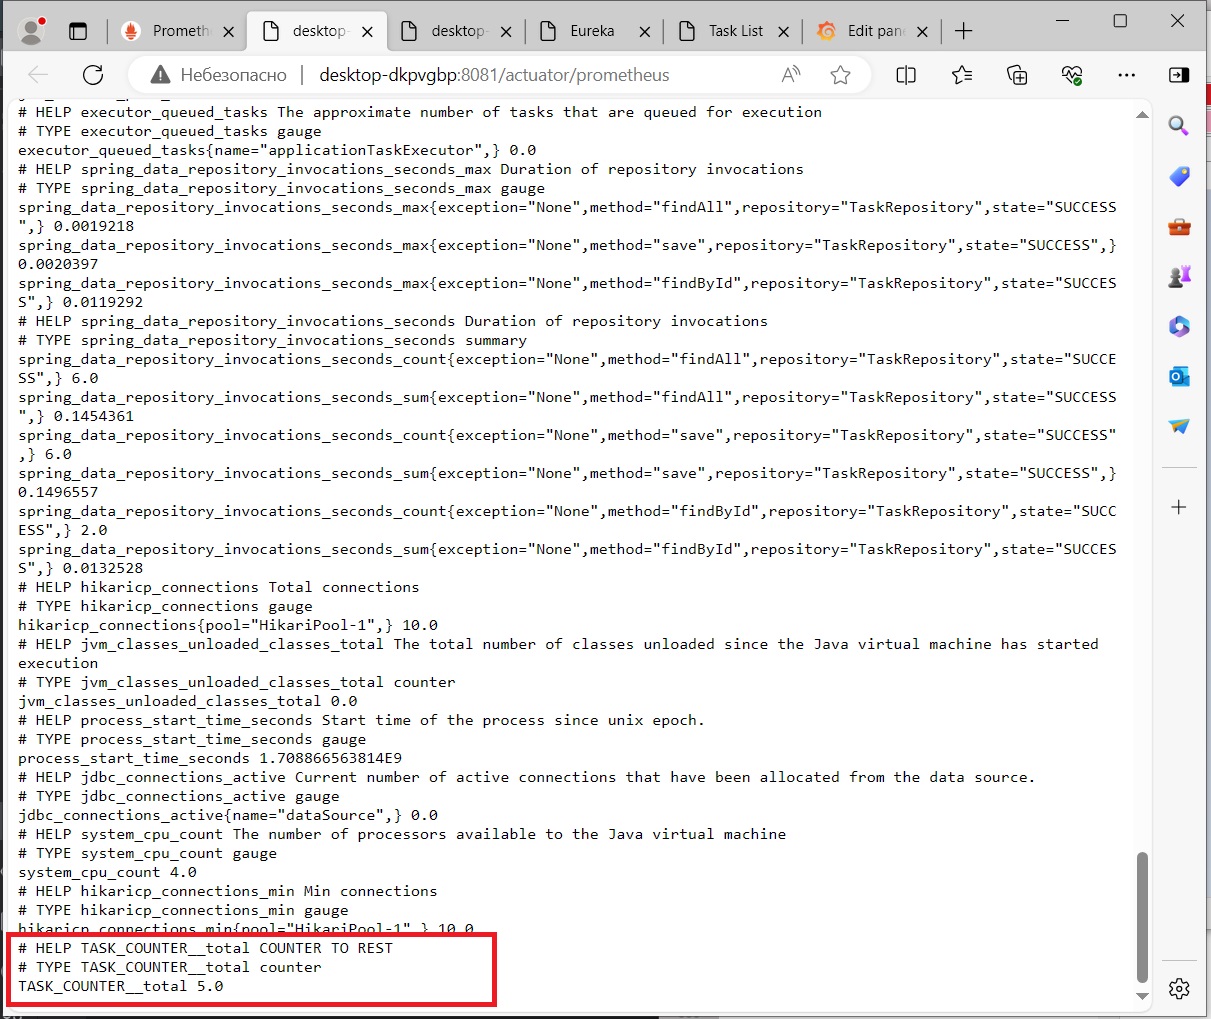 Prometh
desktop-
desktop-
Eureka
Task List
Edit pan
Небезопасно
desktop-dkpvgbp:8081/actuator/prometheus
# HELP executor_queued_tasks The approximate number of tasks that are queued for execution
# TYPE executor_queued_tasks gauge
executor_queued_tasks{name="applicationTaskExecutor",} 0.0
# HELP spring_data_repository_invocations_seconds_max Duration of repository invocations
# TYPE spring_data_repository_invocations_seconds_max gauge
spring_data_repository_invocations_seconds_max{exception="None",method="findAll",repository="TaskRepository",state="SUCCESS
",} 0.0019218
spring_data_repository_invocations_seconds_max{exception="None",method="save",repository="TaskRepository",state="SUCCESS",}
0.0020397
spring_data_repository_invocations_seconds_max{exception="None",method="findById",repository="TaskRepository",state="SUCCES
S",} 0.0119292
# HELP spring_data_repository_invocations_seconds Duration of repository invocations
# TYPE spring_data_repository_invocations_seconds summary
spring_data_repository_invocations_seconds_count{exception="None",method="findAll",repository="TaskRepository",state="SUCCE
SS",} 6.0
spring_data_repository_invocations_seconds_sum{exception="None",method="findAll",repository="TaskRepository",state="SUCCESS
",} 0.1454361
spring_data_repository_invocations_seconds_count{exception="None",method="save",repository="TaskRepository",state="SUCCESS"
,} 6.0
spring_data_repository_invocations_seconds_sum{exception="None",method="save",repository="TaskRepository",state="SUCCESS",}
0.1496557
spring_data_repository_invocations_seconds_count{exception="None",method="findById",repository="TaskRepository",state="SUCC
ESS",} 2.0
spring_data_repository_invocations_seconds_sum{exception="None",method="findById",repository="TaskRepository",state="SUCCES
S",} 0.0132528
# HELP hikaricp_connections Total connections
# TYPE hikaricp_connections gauge
hikaricp_connections{pool="HikariPool-1",} 10.0
# HELP jvm_classes_unloaded_classes_total The total number of classes unloaded since the Java virtual machine has started
execution
# TYPE jvm_classes_unloaded_classes_total counter
jvm_classes_unloaded_classes_total 0.0
# HELP process_start_time_seconds Start time of the process since unix epoch.
# TYPE process_start_time_seconds gauge
process_start_time_seconds 1.708866563814E9
# HELP jdbc_connections_active Current number of active connections that have been allocated from the data source.
# TYPE jdbc_connections_active gauge
jdbc_connections_active{name="dataSource",} 0.0
# HELP system_cpu_count The number of processors available to the Java virtual machine
# TYPE system_cpu_count gauge
system_cpu_count 4.0
# HELP hikaricp_connections_min Min connections
# TYPE hikaricp_connections_min gauge
hikaricp_connections_min{pool="HikariPool-1",} 10.0
# HELP TASK_COUNTER__total COUNTER TO REST
# TYPE TASK_COUNTER__total counter
TASK_COUNTER__total 5.0